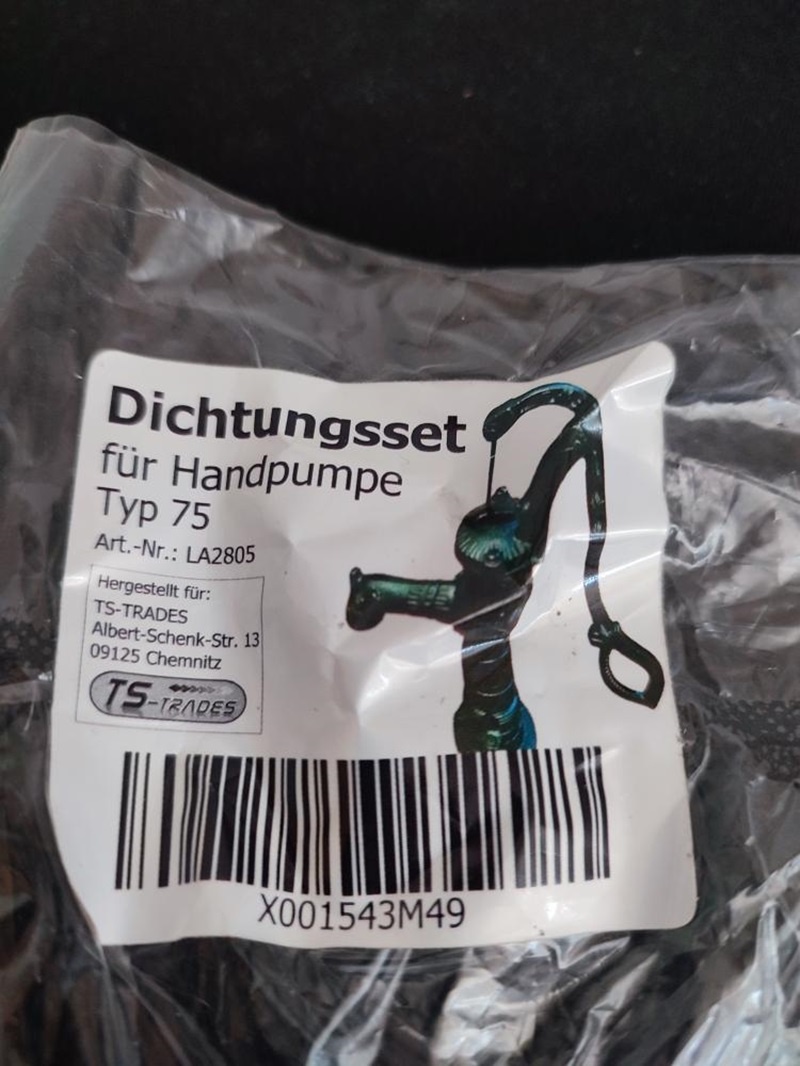 Dichtungsset
für Handpumpe
Typ 75
Art.-Nr.: LA2805
Hergestellt für:
TS-TRADES
Albert-Schenk-Str. 13
09125 Chemnitz
TS-TRADES
X001543M49